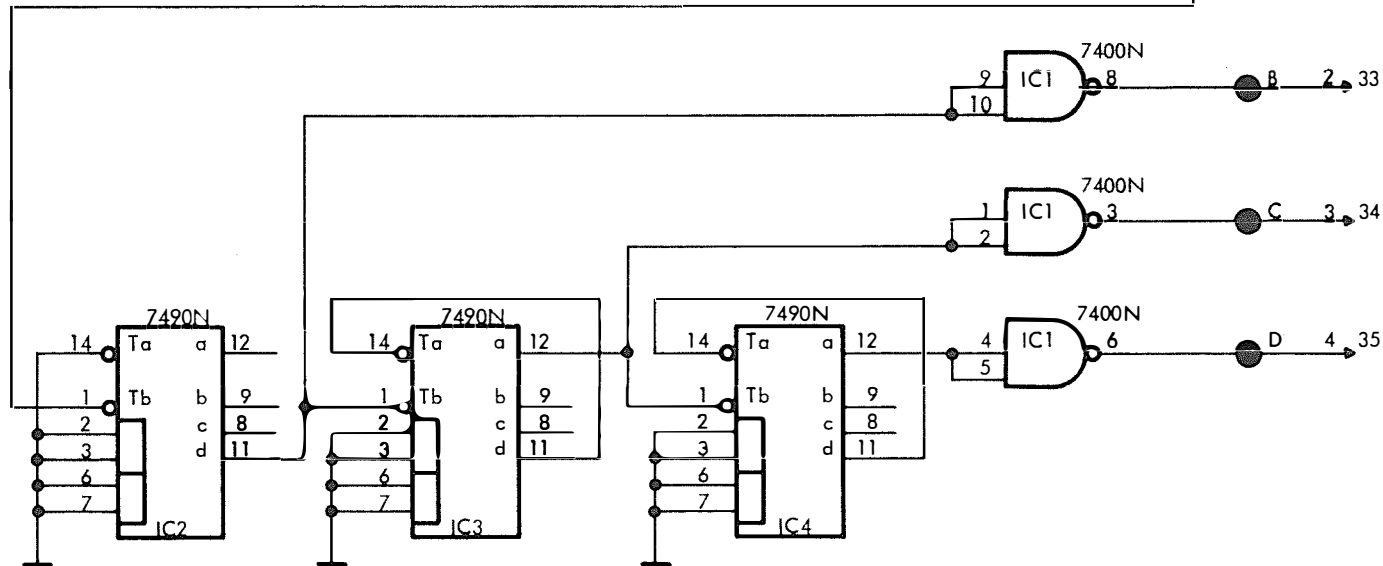 7400N
9 IC1 8 B 2 33
10
7400N
1 IC1 3 C 3 34
2
7490N 7490N 7490N 7400N
14 Ta a 12 14 Ta a 12 14 Ta a 12 4 IC1 6 D 4 35
5
1 Tb b 9 1 Tb b 9 1 Tb b 9
2 c 8 2 c 8 2 c 8
3 d 11 3 d 11 3 d 11
6 6 6
7 7 7
IC2 IC3 IC4